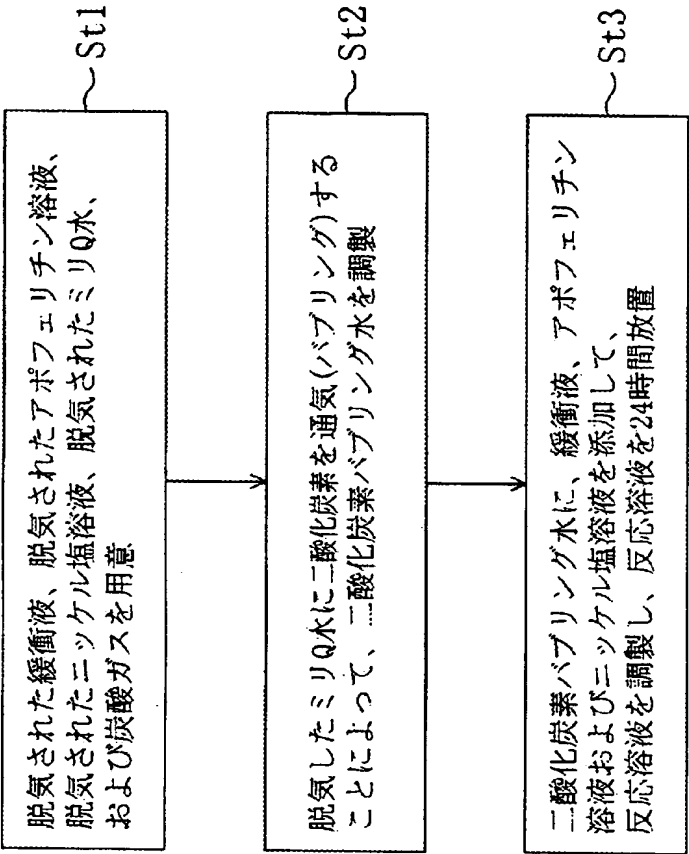 脱気された緩衝液、脱気されたアポフェリチン溶液、
脱気されたニッケル塩溶液、脱気されたミリQ水、
および炭酸ガスを用意
St1
脱気したミリQ水に二酸化炭素を通気(バブリング)する
ことによって、二酸化炭素バブリング水を調製
St2
二酸化炭素バブリング水に、緩衝液、アポフェリチン
溶液およびニッケル塩溶液を添加して、
反応溶液を調製し、反応溶液を24時間放置
St3